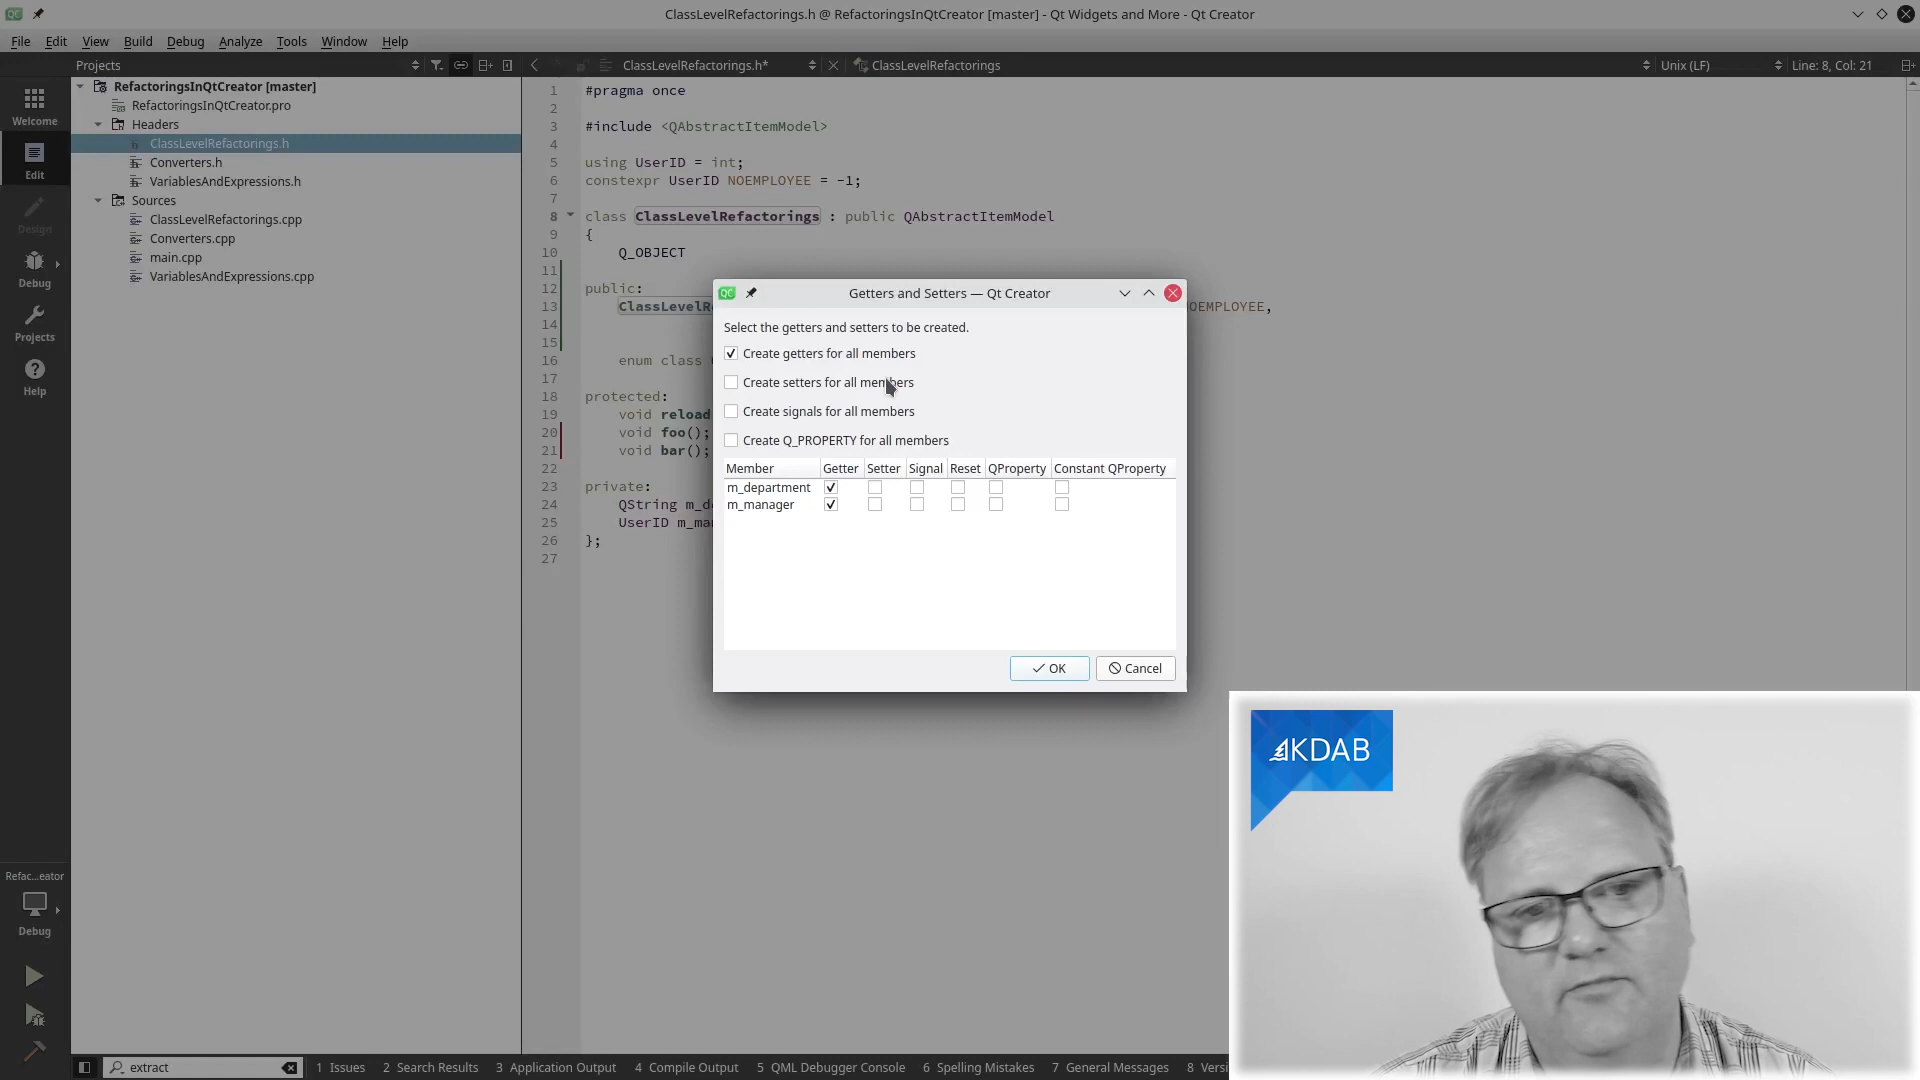 ClassLevelRefactorings.h @ RefactoringsInQtCreator [master] - Qt Widgets and More - Qt Creator
File Edit View Build Debug Analyze Tools Window Help
Projects
ClassLevelRefactorings.h*
ClassLevelRefactorings
Unix (LF)
Line: 8, Col: 21
Welcome
Edit
Design
Debug
Projects
Help
Refac...eator
Debug
RefactoringsInQtCreator [master]
RefactoringsInQtCreator.pro
Headers
ClassLevelRefactorings.h
Converters.h
VariablesAndExpressions.h
Sources
ClassLevelRefactorings.cpp
Converters.cpp
main.cpp
VariablesAndExpressions.cpp
1 #pragma once
2
3 #include <QAbstractItemModel>
4
5 using UserID = int;
6 constexpr UserID NOEMPLOYEE = -1;
7
8 class ClassLevelRefactorings : public QAbstractItemModel
9 {
10 Q_OBJECT
11
12 public:
13 ClassLevelR OEMPLOYEE,
14
15
16 enum class
17
18 protected:
19 void reload
20 void foo();
21 void bar();
22
23 private:
24 QString m_d
25 UserID m_ma
26 };
27
Getters and Setters — Qt Creator
Select the getters and setters to be created.
Create getters for all members
Create setters for all members
Create signals for all members
Create Q_PROPERTY for all members
Member Getter Setter Signal Reset QProperty Constant QProperty
m_department
m_manager
OK Cancel
KDAB
extract
1 Issues 2 Search Results 3 Application Output 4 Compile Output 5 QML Debugger Console 6 Spelling Mistakes 7 General Messages 8 Versi